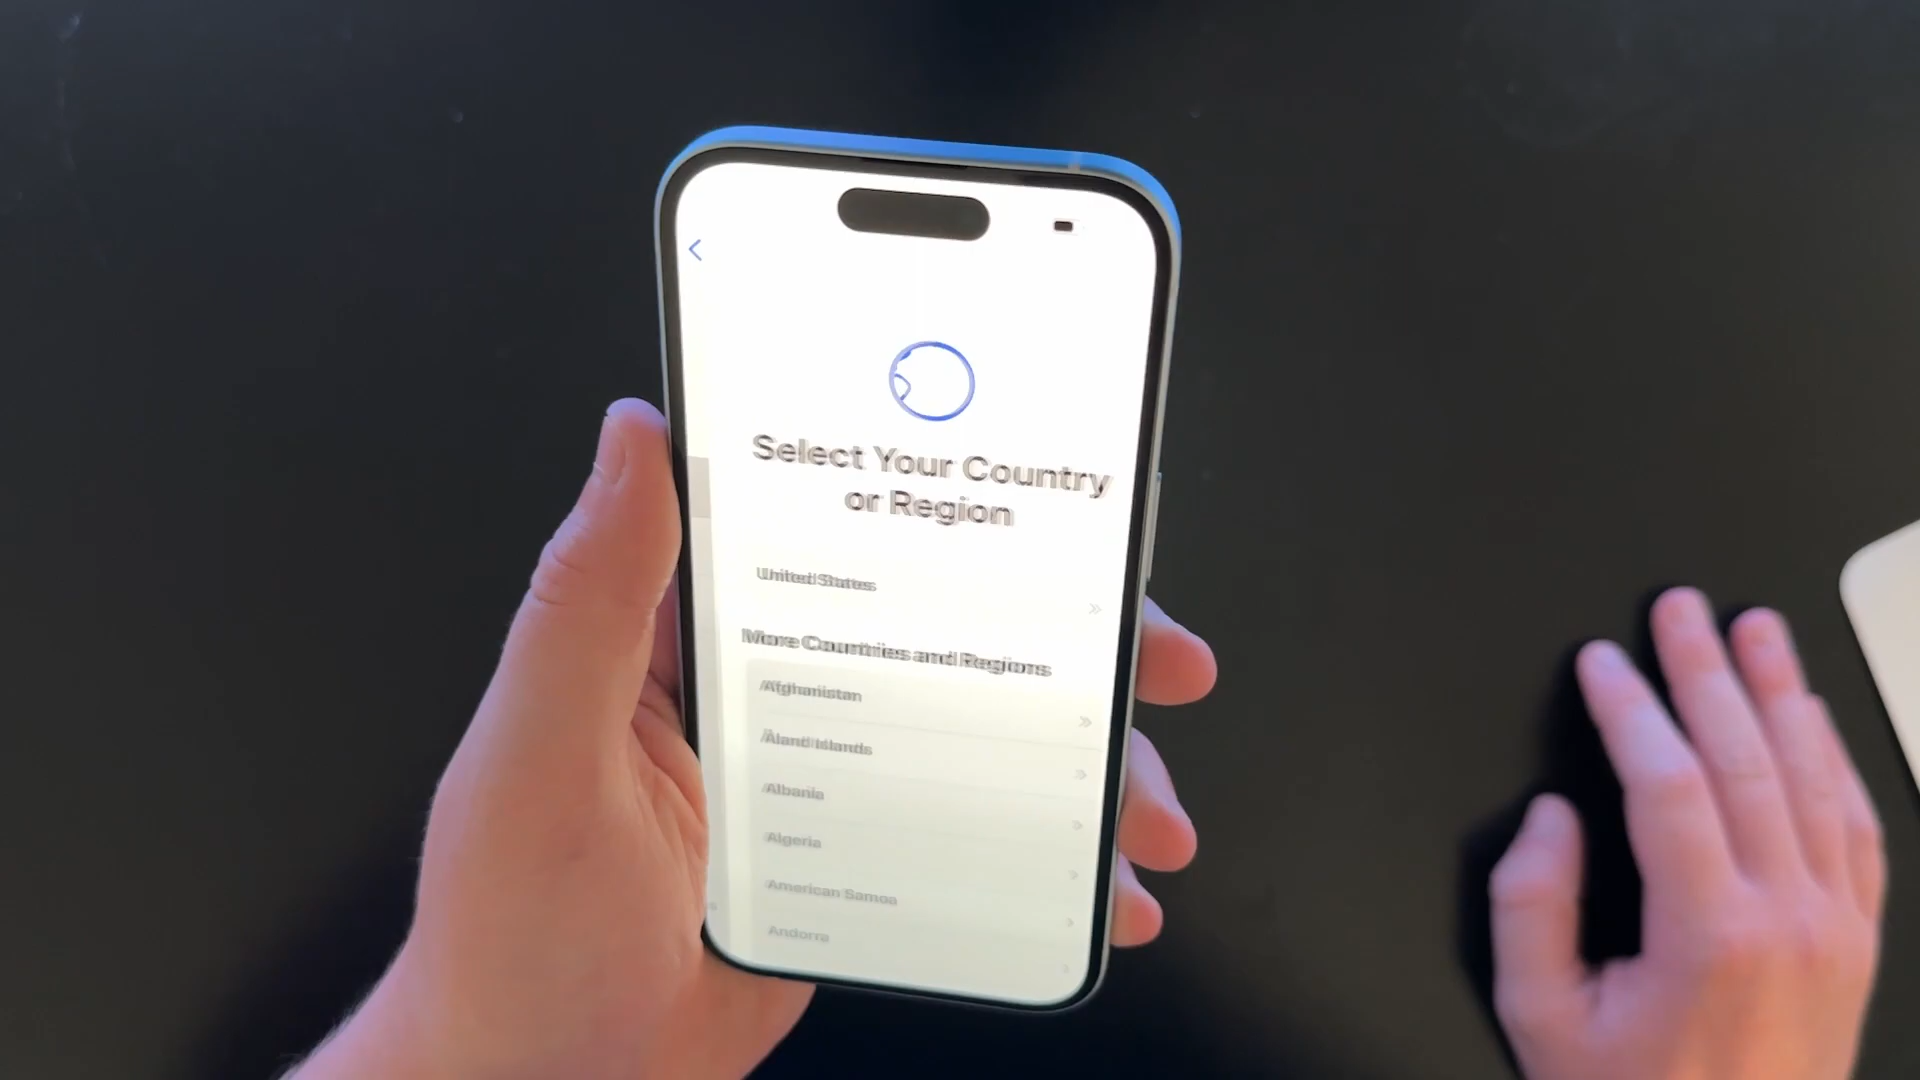 Select Your Country
or Region
United States
More Countries and Regions
Afghanistan
Åland Islands
Albania
Algeria
American Samoa
Andorra